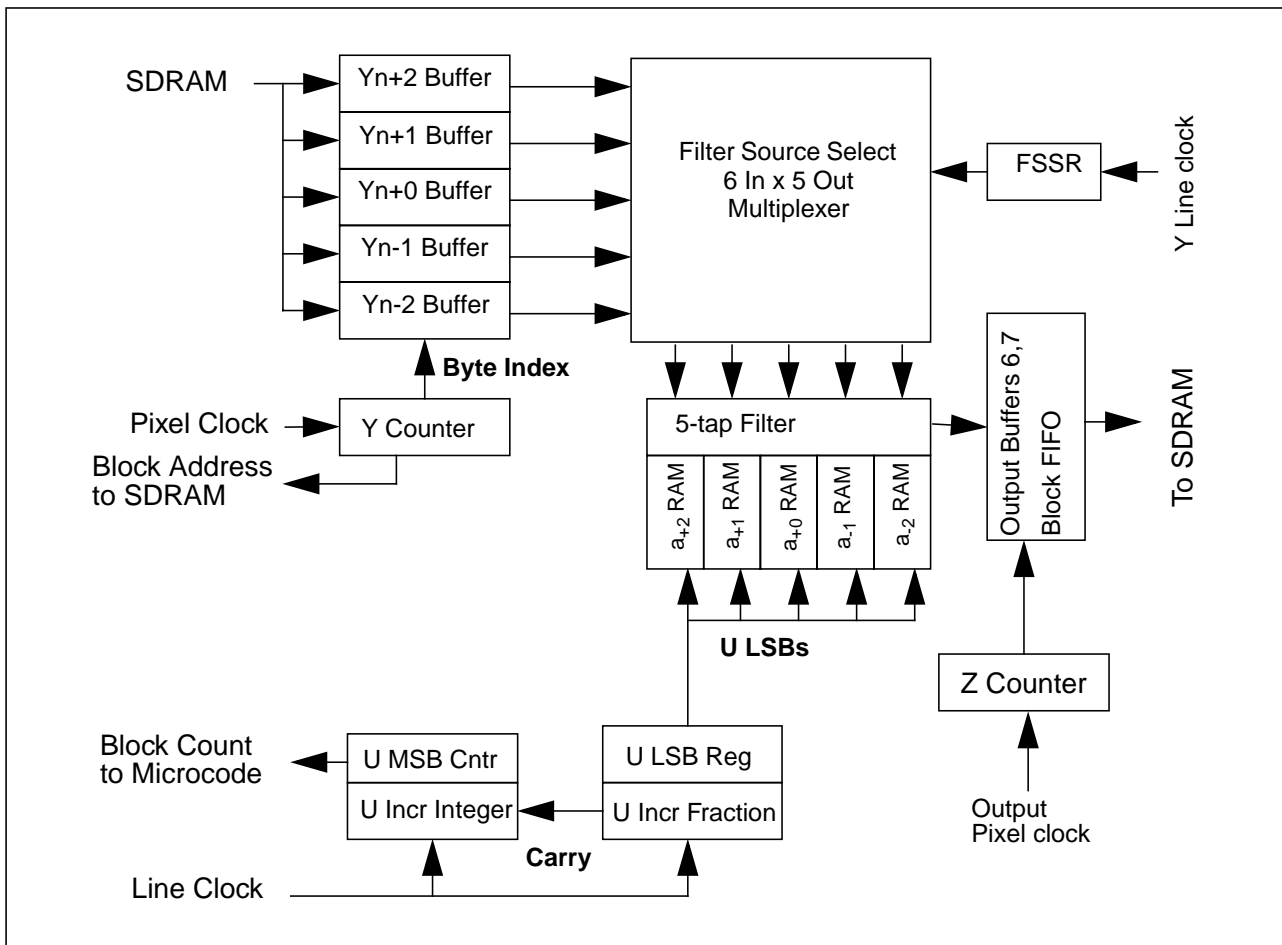 SDRAM
Yn+2 Buffer
Yn+1 Buffer
Yn+0 Buffer
Yn-1 Buffer
Yn-2 Buffer
Filter Source Select
6 In x 5 Out
Multiplexer
FSSR
Y Line clock
Byte Index
Pixel Clock
Y Counter
Block Address
to SDRAM
5-tap Filter
a+2 RAM
a+1 RAM
a+0 RAM
a-1 RAM
a-2 RAM
Output Buffers 6,7
Block FIFO
To SDRAM
U LSBs
Z Counter
Block Count
to Microcode
U MSB Cntr
U LSB Reg
U Incr Integer
U Incr Fraction
Output
Pixel clock
Carry
Line Clock